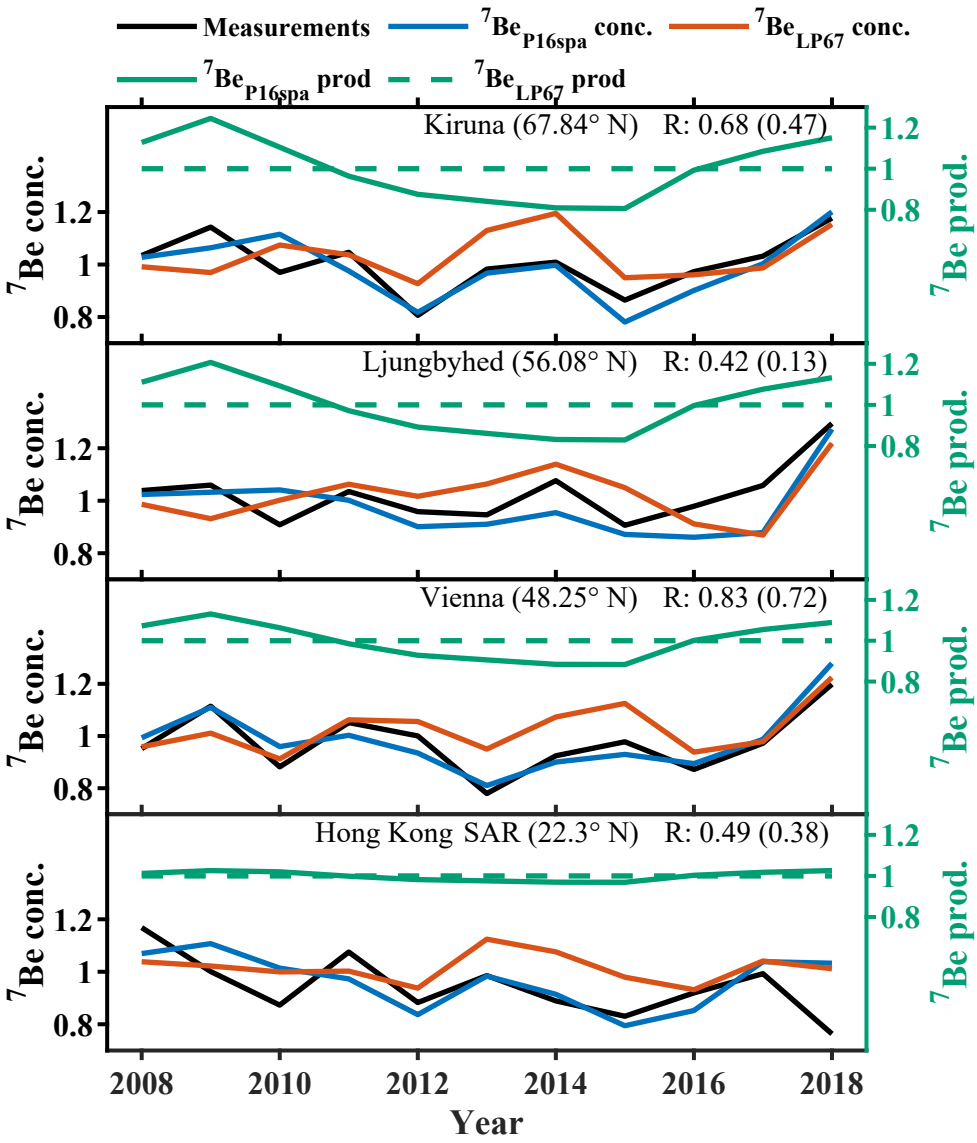 Measurements ⁷Be_P16spa conc. ⁷Be_LP67 conc.
⁷Be_P16spa prod ⁷Be_LP67 prod
Kiruna (67.84° N) R: 0.68 (0.47)
⁷Be conc.
1.2
1
0.8
⁷Be prod.
1.2
1
0.8
Ljungbyhed (56.08° N) R: 0.42 (0.13)
⁷Be conc.
1.2
1
0.8
⁷Be prod.
1.2
1
0.8
Vienna (48.25° N) R: 0.83 (0.72)
⁷Be conc.
1.2
1
0.8
⁷Be prod.
1.2
1
0.8
Hong Kong SAR (22.3° N) R: 0.49 (0.38)
⁷Be conc.
1.2
1
0.8
⁷Be prod.
1.2
1
0.8
2008 2010 2012 2014 2016 2018
Year